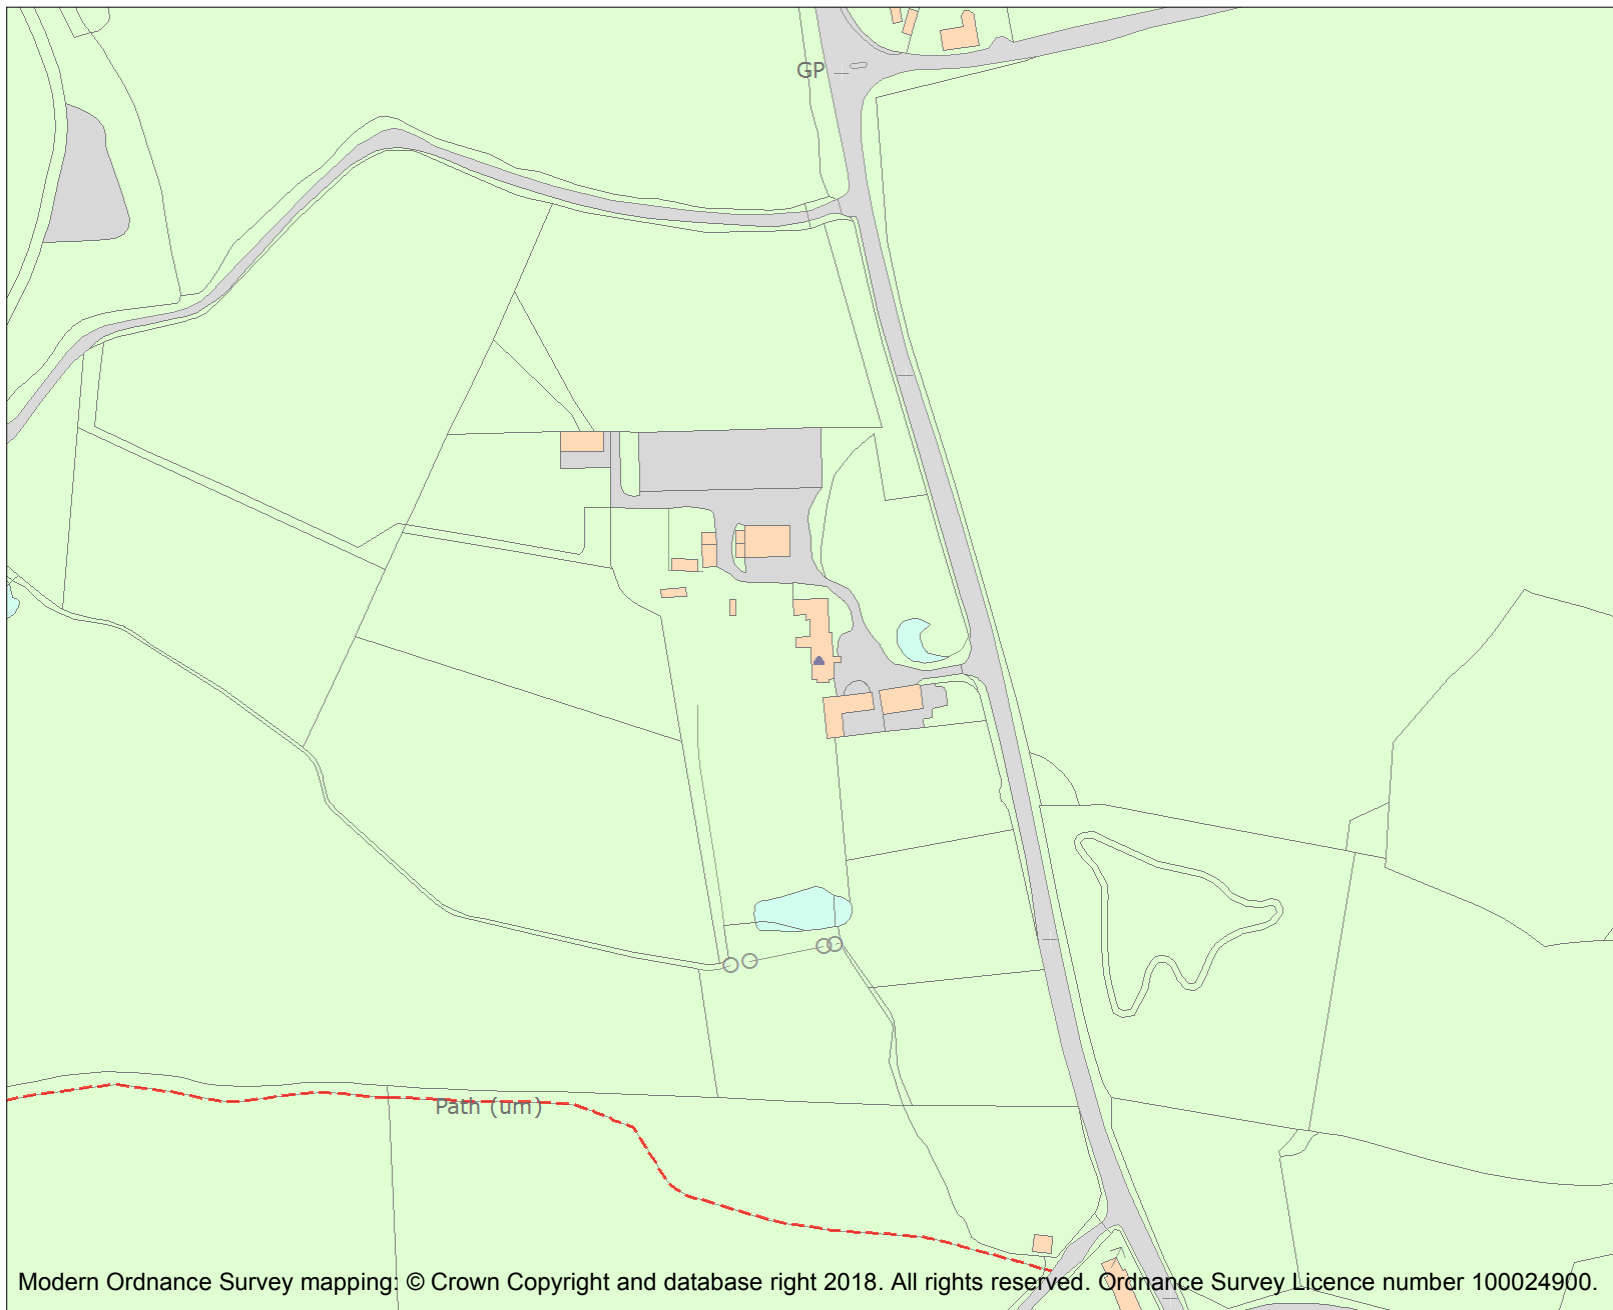 GP
Path (um)
Modern Ordnance Survey mapping: © Crown Copyright and database right 2018. All rights reserved. Ordnance Survey Licence number 100024900.